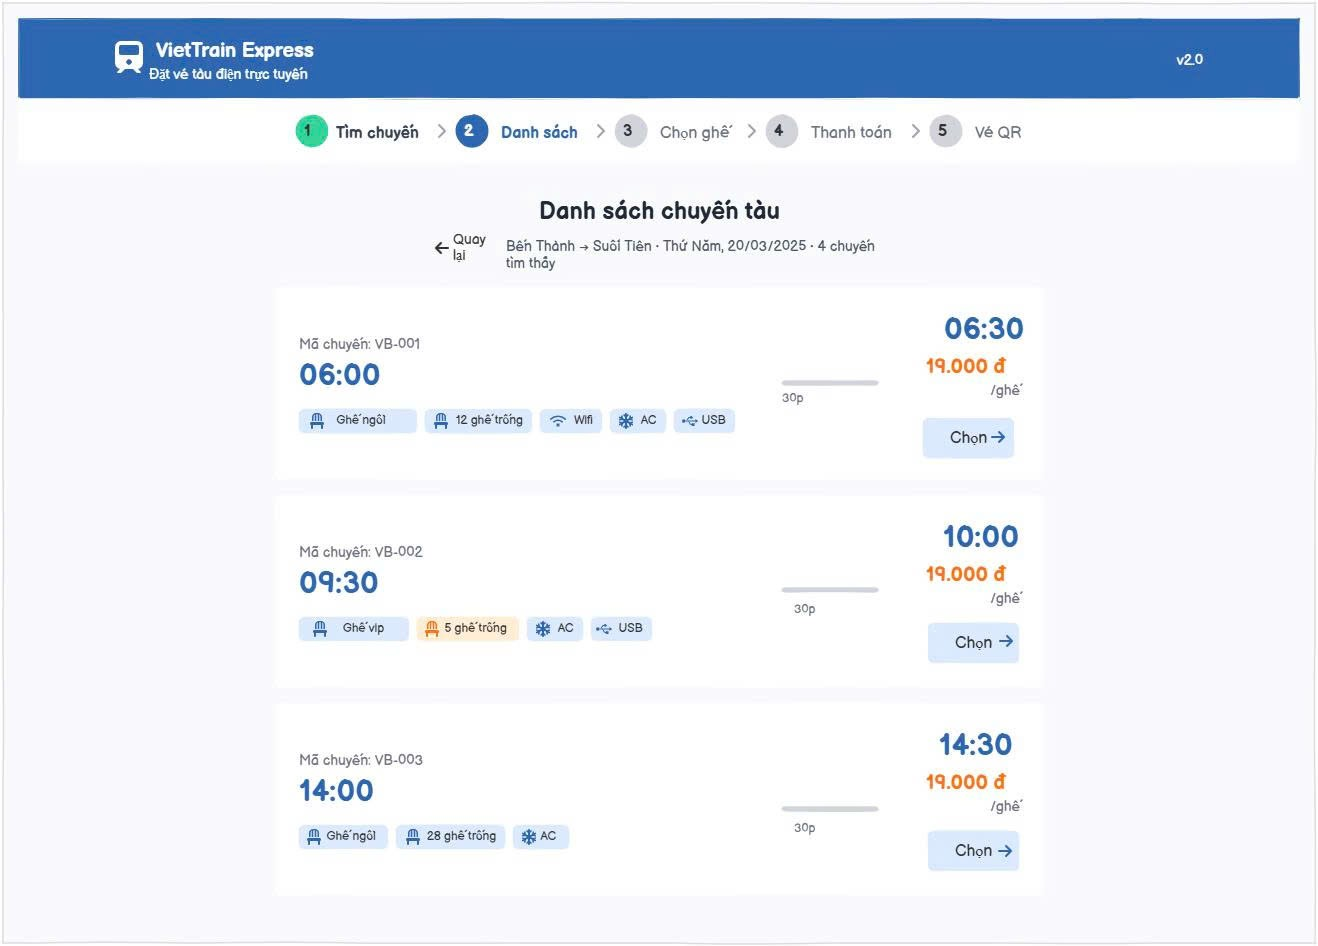 VietTrain Express
Đặt vé tàu điện trực tuyến
v2.0
1 Tìm chuyến
2 Danh sách
3 Chọn ghế
4 Thanh toán
5 Vé QR
Danh sách chuyến tàu
Quay
lại
Bến Thành → Suối Tiên · Thứ Năm, 20/03/2025 · 4 chuyến
tìm thấy
Mã chuyến: VB-001
06:00
Ghế ngồi
12 ghế trống
Wifi
AC
USB
30p
06:30
19.000 đ
/ghế
Chọn →
Mã chuyến: VB-002
09:30
Ghế vip
5 ghế trống
AC
USB
30p
10:00
19.000 đ
/ghế
Chọn →
Mã chuyến: VB-003
14:00
Ghế ngồi
28 ghế trống
AC
30p
14:30
19.000 đ
/ghế
Chọn →